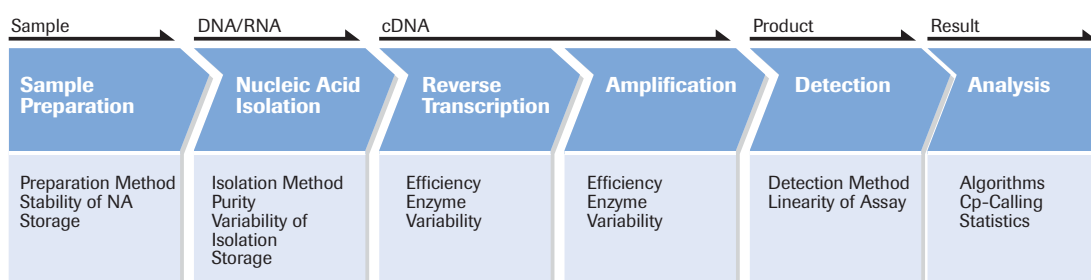 Sample
DNA/RNA
cDNA
Product
Result
Sample
Preparation
Nucleic Acid
Isolation
Reverse
Transcription
Amplification
Detection
Analysis
Preparation Method
Stability of NA
Storage
Isolation Method
Purity
Variability of
Isolation
Storage
Efficiency
Enzyme
Variability
Efficiency
Enzyme
Variability
Detection Method
Linearity of Assay
Algorithms
Cp-Calling
Statistics